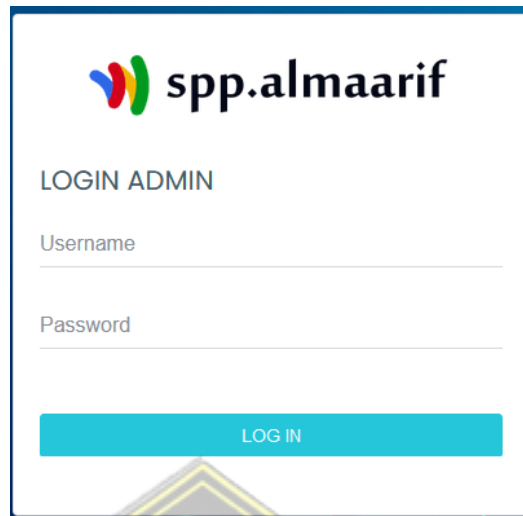 spp.almaarif
LOGIN ADMIN
Username
Password
LOG IN